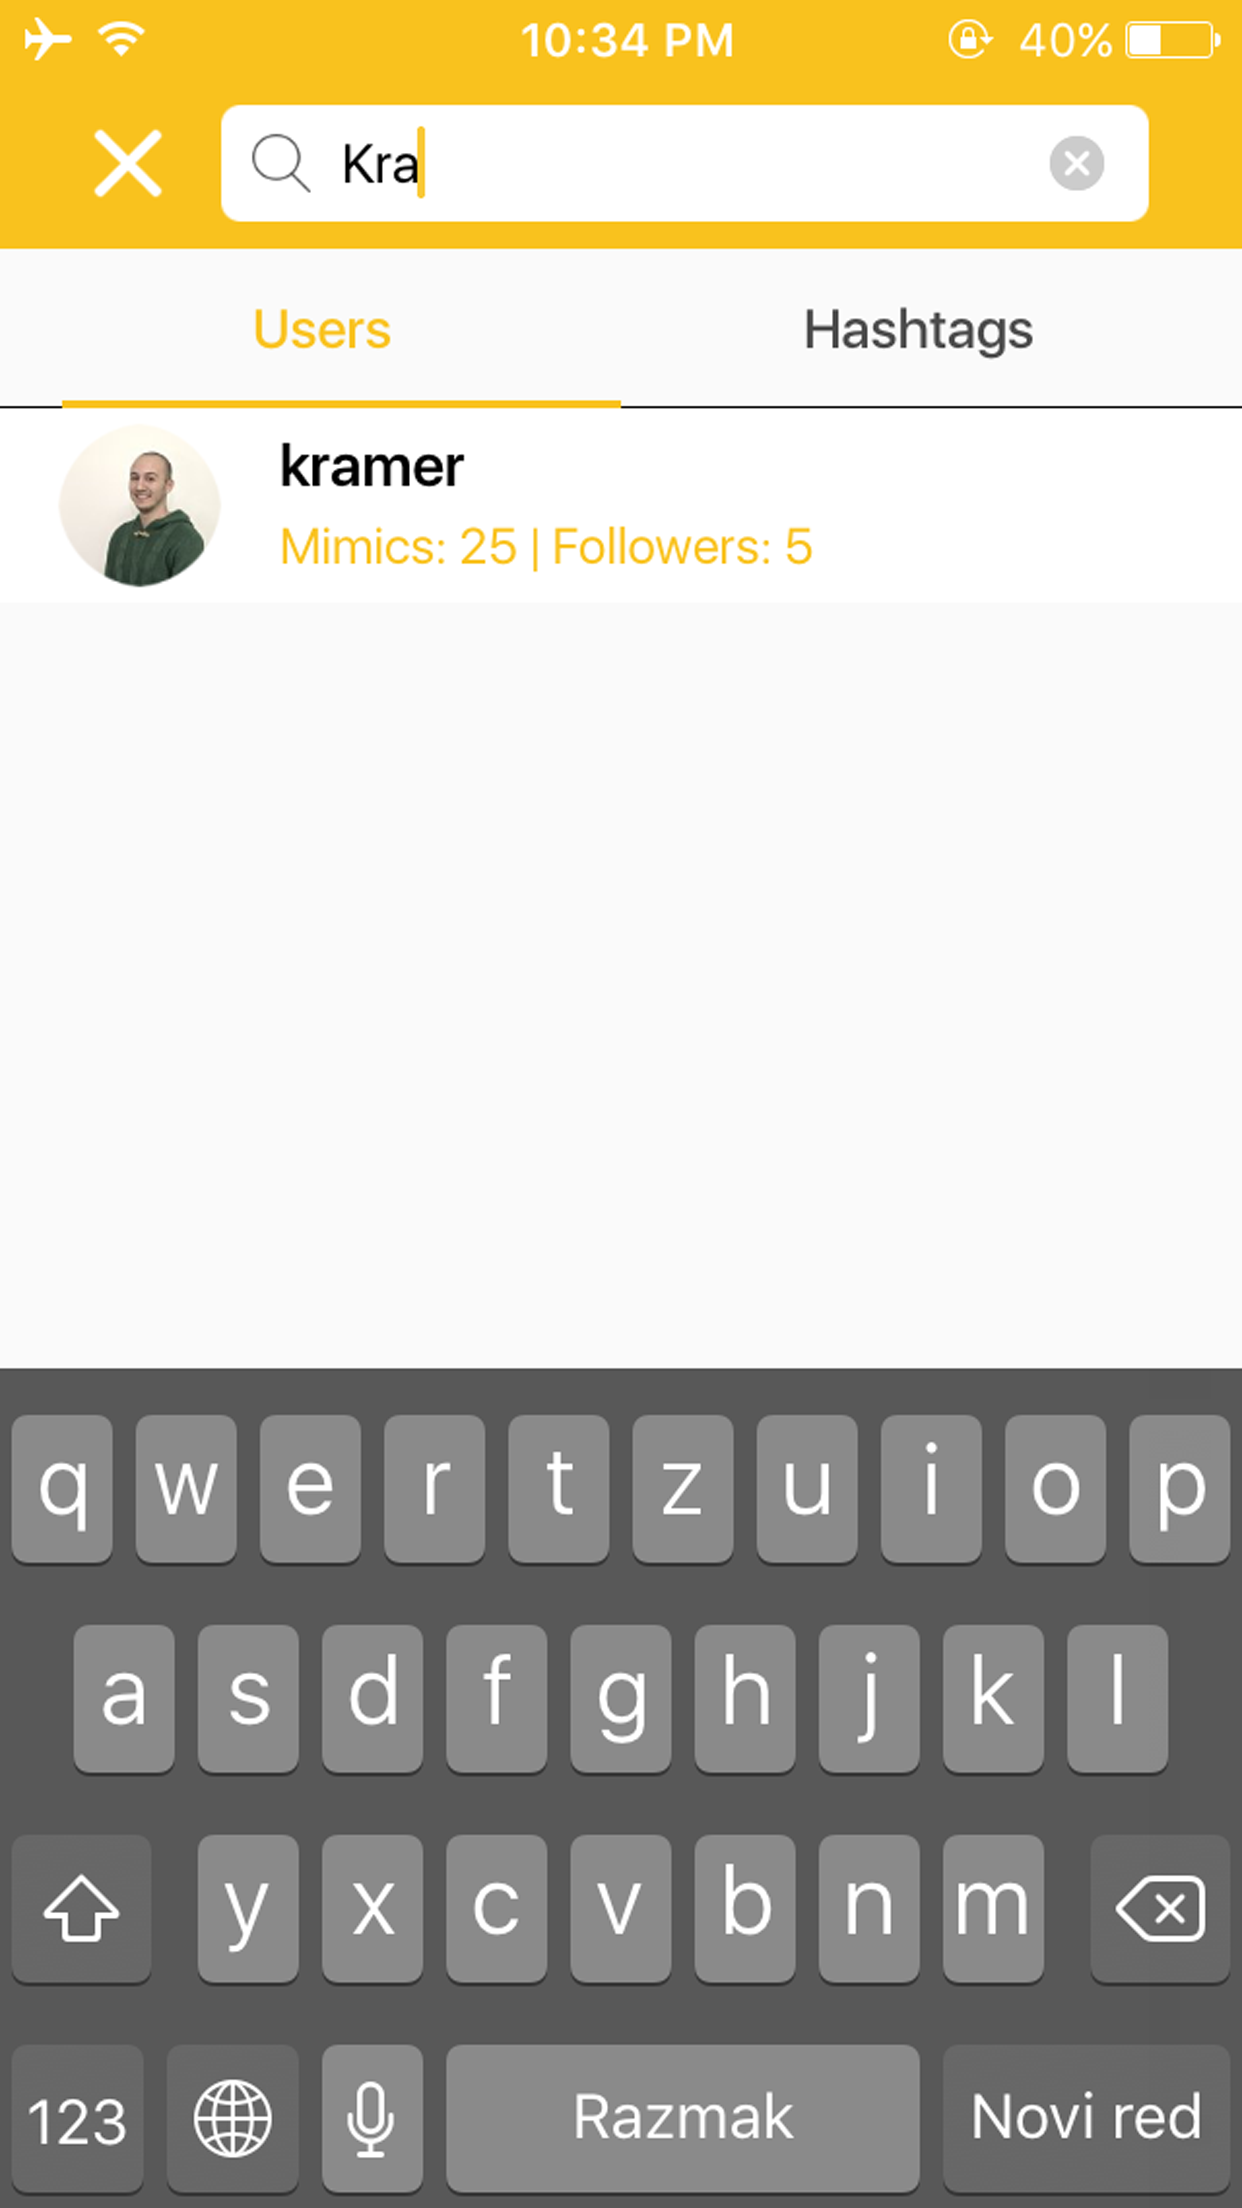 10:34 PM 40%
Kra
Users Hashtags
kramer
Mimics: 25 | Followers: 5
q w e r t z u i o p
a s d f g h j k l
y x c v b n m
123 Razmak Novi red